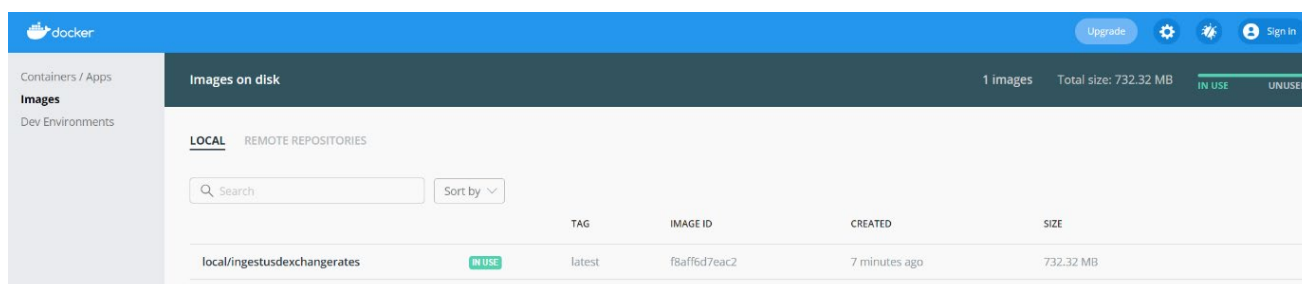 docker
Upgrade
Sign in
Containers / Apps
Images
Dev Environments
Images on disk
1 images
Total size: 732.32 MB
IN USE
UNUSED
LOCAL REMOTE REPOSITORIES
Search
Sort by
TAG IMAGE ID CREATED SIZE
local/ingestusdexchangerates IN USE latest f8aff6d7eac2 7 minutes ago 732.32 MB